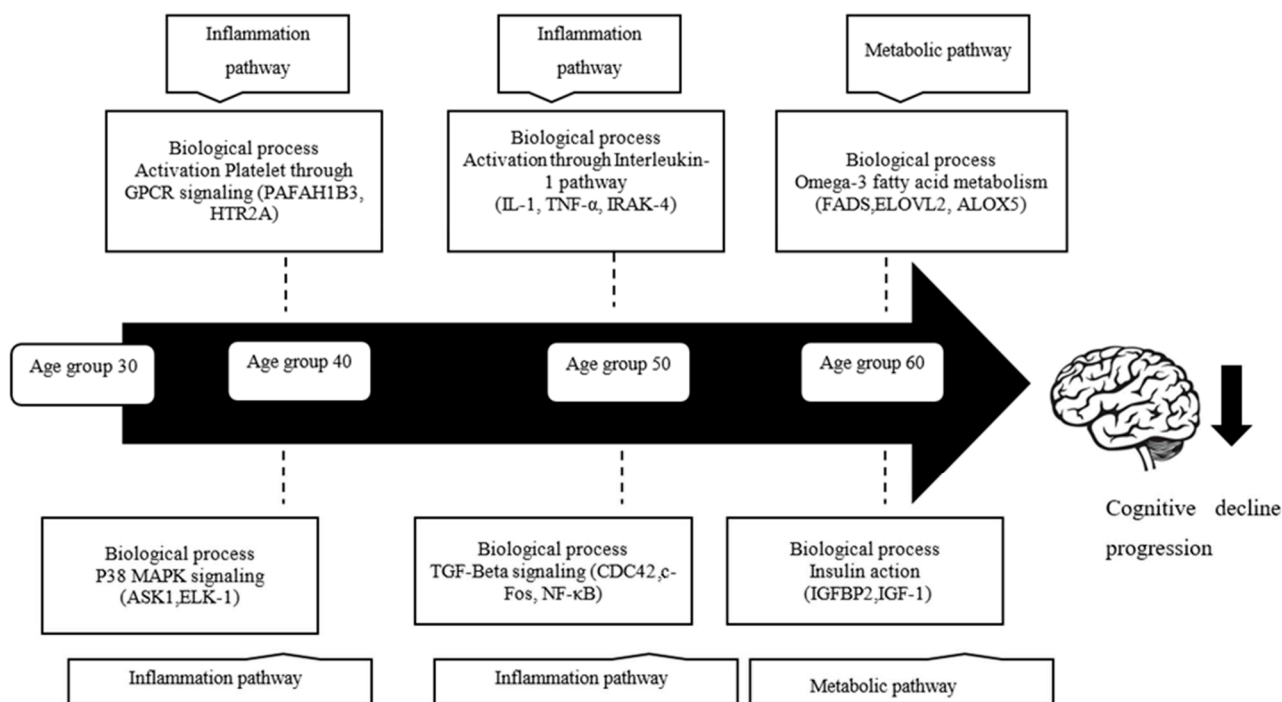 Inflammation
pathway
Inflammation
pathway
Metabolic pathway
Biological process
Activation Platelet through
GPCR signaling (PAFAH1B3,
HTR2A)
Biological process
Activation through Interleukin-
1 pathway
(IL-1, TNF-α, IRAK-4)
Biological process
Omega-3 fatty acid metabolism
(FADS,ELOVL2, ALOX5)
Age group 30
Age group 40
Age group 50
Age group 60
Cognitive decline
progression
Biological process
P38 MAPK signaling
(ASK1,ELK-1)
Biological process
TGF-Beta signaling (CDC42,c-
Fos, NF-κB)
Biological process
Insulin action
(IGFBP2,IGF-1)
Inflammation pathway
Inflammation pathway
Metabolic pathway